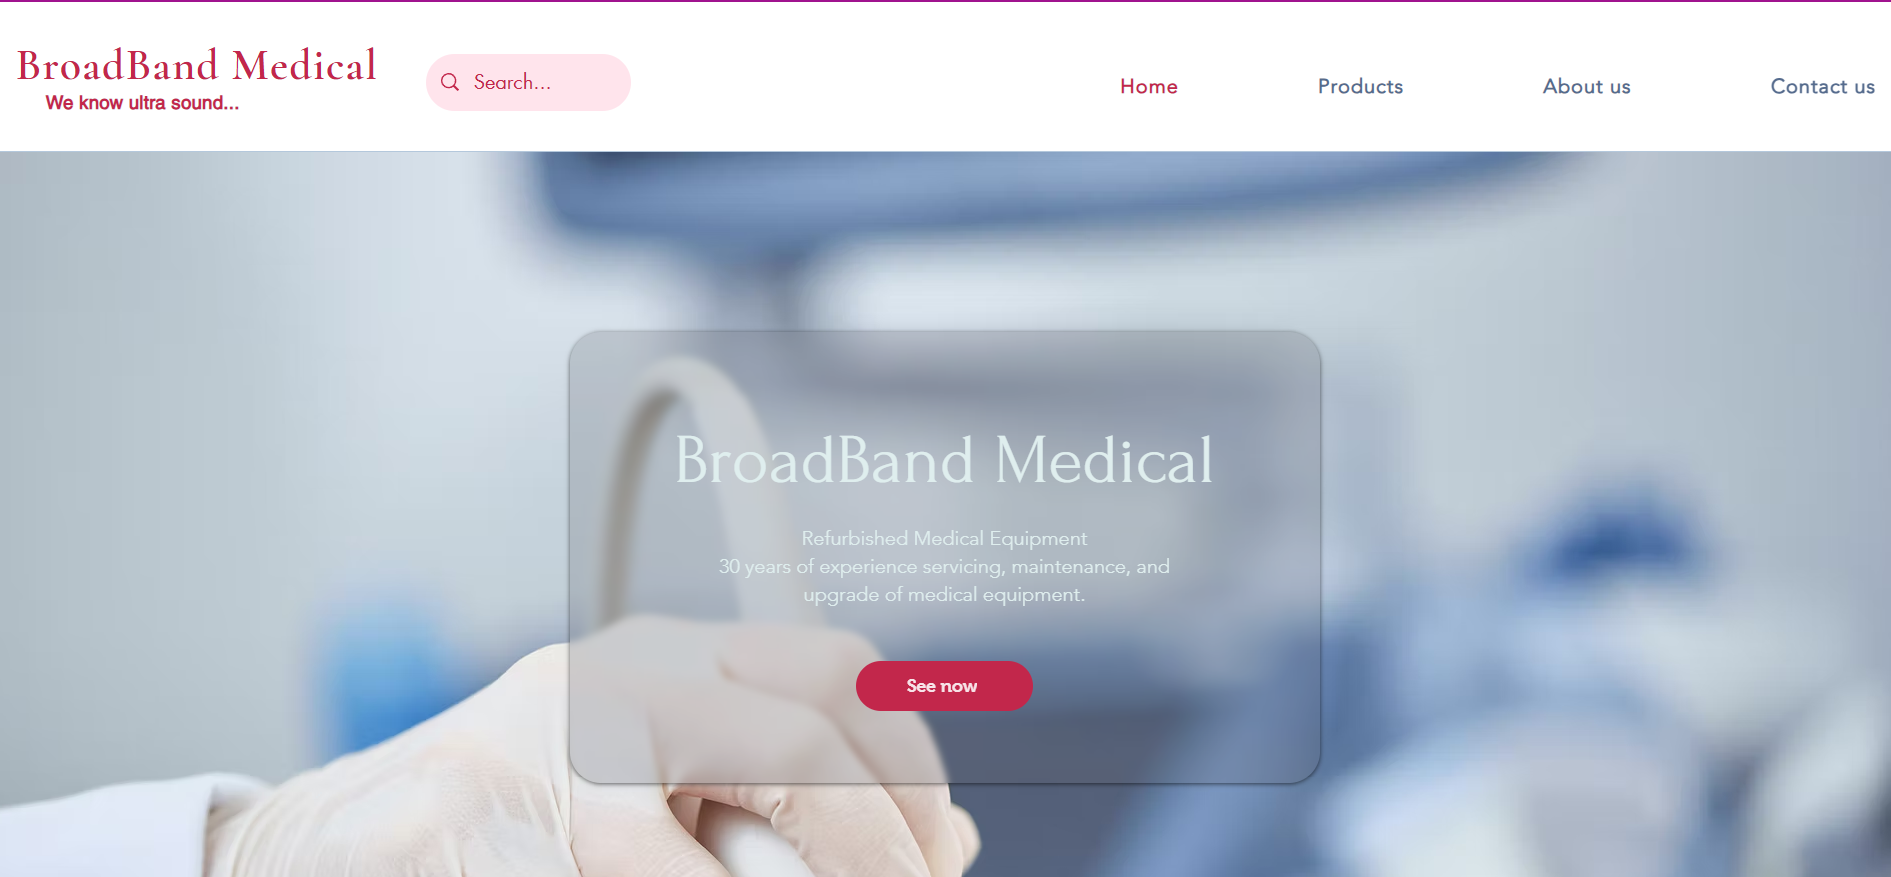 BroadBand Medical
We know ultra sound...
Search...
Home
Products
About us
Contact us
BroadBand Medical
Refurbished Medical Equipment
30 years of experience servicing, maintenance, and
upgrade of medical equipment.
See now